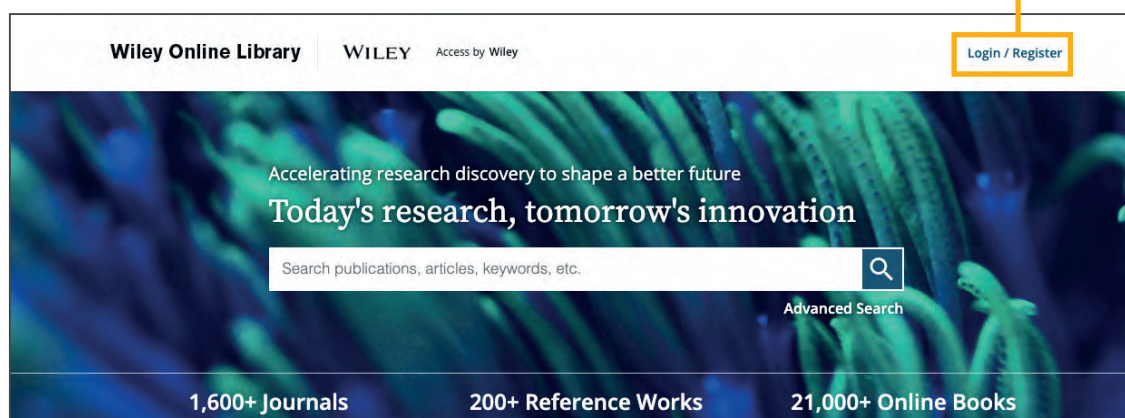 Wiley Online Library WILEY Access by Wiley Login / Register
Accelerating research discovery to shape a better future
Today's research, tomorrow's innovation
Search publications, articles, keywords, etc.
Advanced Search
1,600+ Journals 200+ Reference Works 21,000+ Online Books